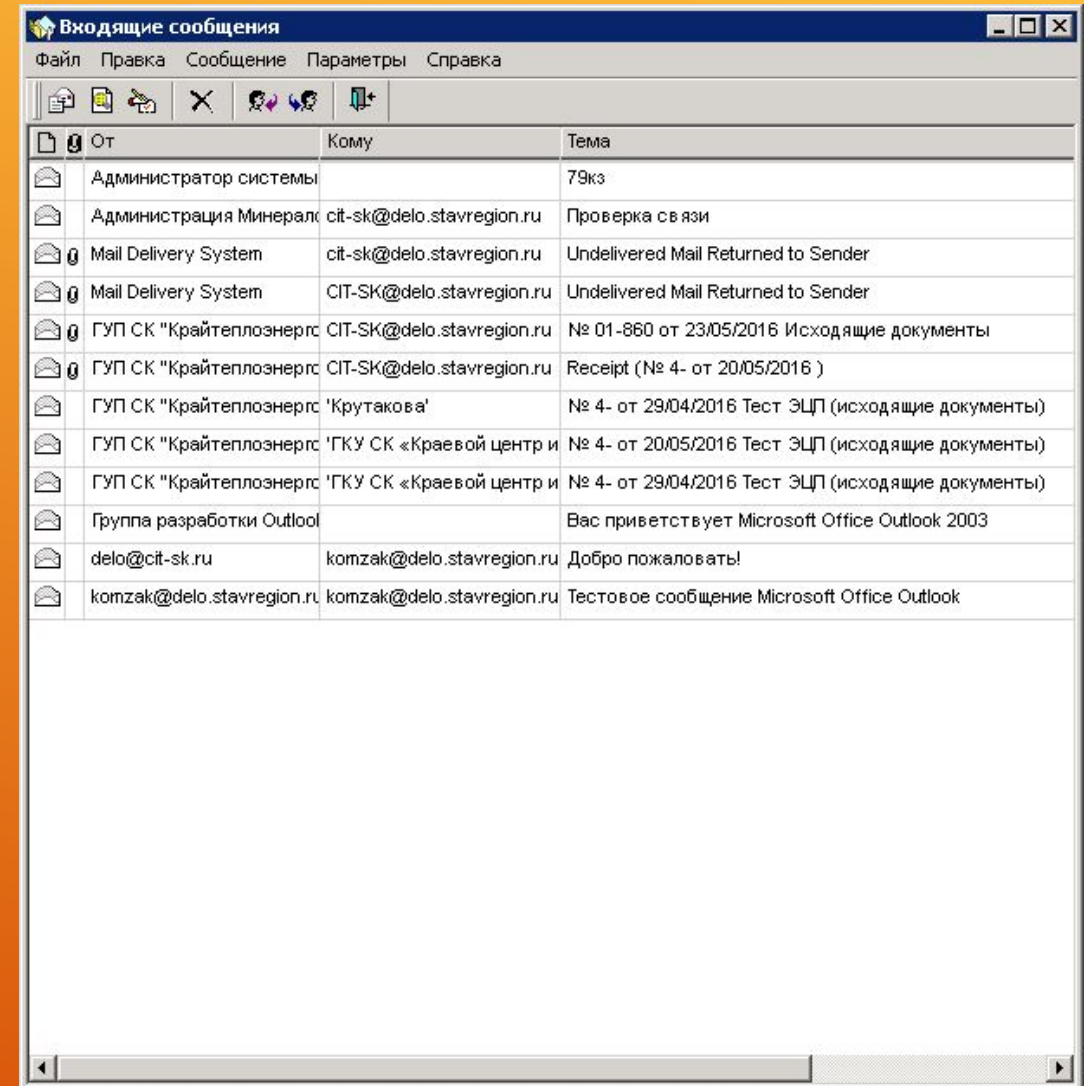 Входящие сообщения
Файл Правка Сообщение Параметры Справка
От Кому Тема
Администратор системы 79кз
Администрация Минерало cit-sk@delo.stavregion.ru Проверка связи
Mail Delivery System cit-sk@delo.stavregion.ru Undelivered Mail Returned to Sender
Mail Delivery System CIT-SK@delo.stavregion.ru Undelivered Mail Returned to Sender
ГУП СК "Крайтеплоэнерго CIT-SK@delo.stavregion.ru № 01-860 от 23/05/2016 Исходящие документы
ГУП СК "Крайтеплоэнерго CIT-SK@delo.stavregion.ru Receipt (№ 4- от 20/05/2016 )
ГУП СК "Крайтеплоэнерго 'Крутакова' № 4- от 29/04/2016 Тест ЭЦП (исходящие документы)
ГУП СК "Крайтеплоэнерго 'ГКУ СК «Краевой центр и № 4- от 20/05/2016 Тест ЭЦП (исходящие документы)
ГУП СК "Крайтеплоэнерго 'ГКУ СК «Краевой центр и № 4- от 29/04/2016 Тест ЭЦП (исходящие документы)
Группа разработки Outlool Вас приветствует Microsoft Office Outlook 2003
delo@cit-sk.ru komzak@delo.stavregion.ru Добро пожаловать!
komzak@delo.stavregion.ru komzak@delo.stavregion.ru Тестовое сообщение Microsoft Office Outlook